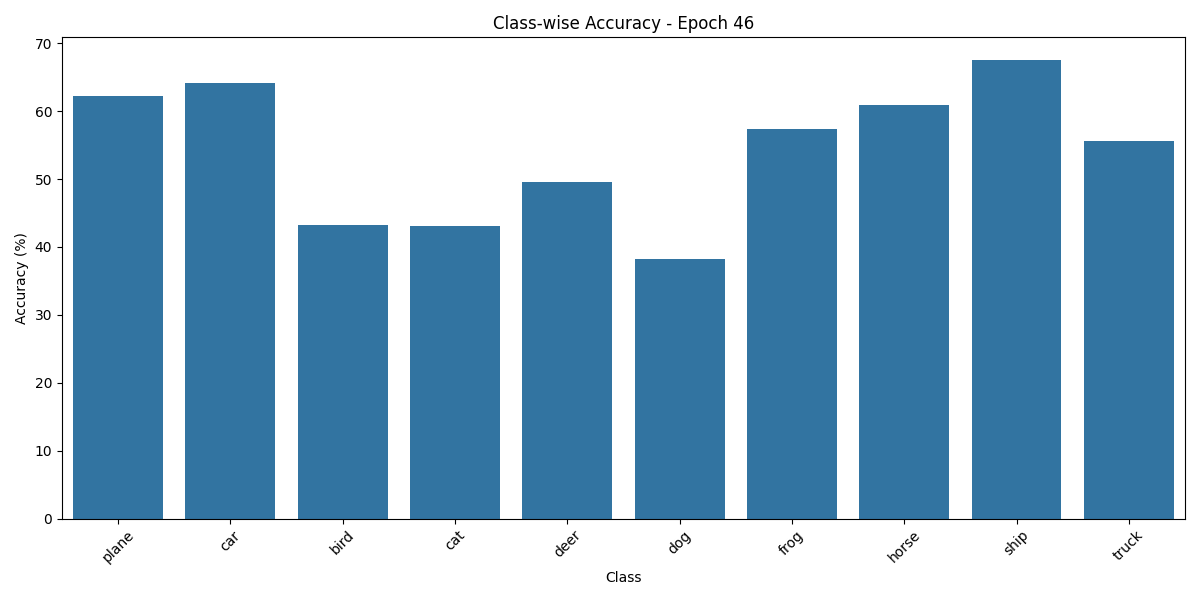 Class-wise Accuracy - Epoch 46
Accuracy (%)
70
60
50
40
30
20
10
0
plane
car
bird
cat
deer
dog
frog
horse
ship
truck
Class